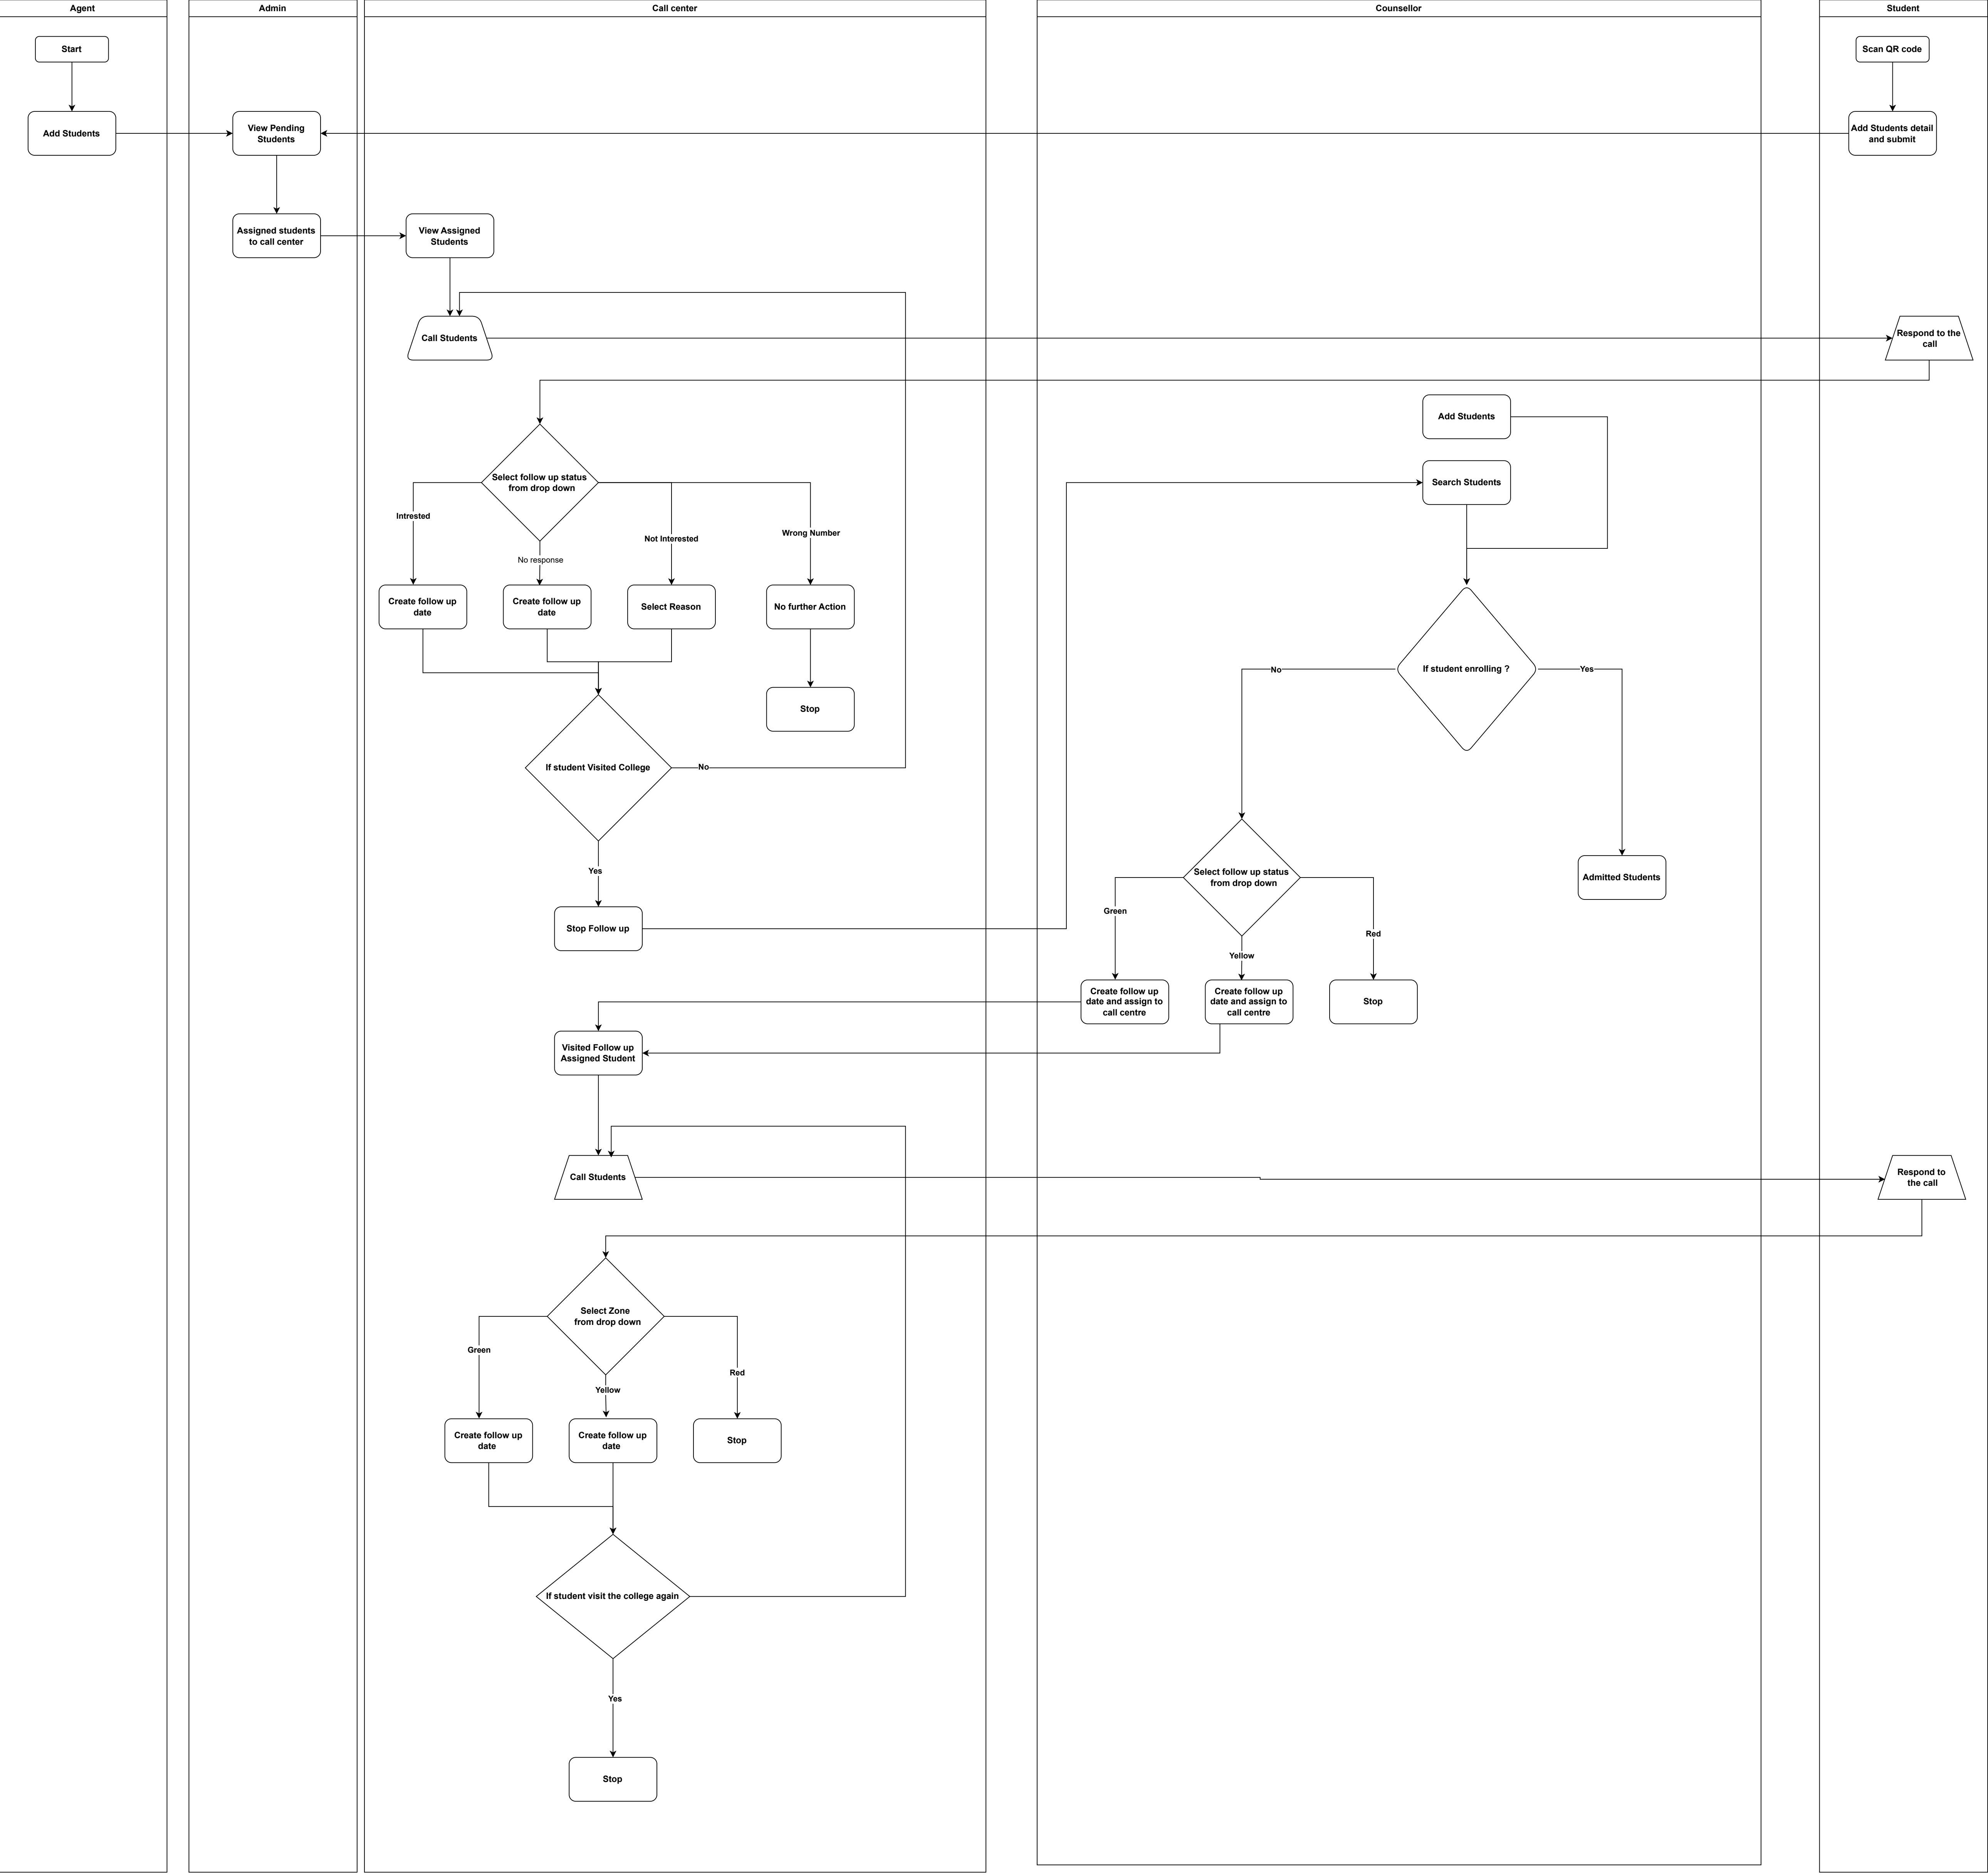 Agent
Admin
Call center
Counsellor
Student
Start
Scan QR code
Add Students
View Pending
Students
Add Students detail
and submit
Assigned students
to call center
View Assigned
Students
Call Students
Respond to the
call
Add Students
Select follow up status
from drop down
Search Students
Intrested
No response
Not Interested
Wrong Number
Create follow up
date
Create follow up
date
Select Reason
No further Action
If student enrolling ?
No
Yes
Stop
If student Visited College
No
Yes
Select follow up status
from drop down
Admitted Students
Green
Yellow
Red
Stop Follow up
Create follow up
date and assign to
call centre
Create follow up
date and assign to
call centre
Stop
Visited Follow up
Assigned Student
Call Students
Respond to
the call
Select Zone
from drop down
Green
Yellow
Red
Create follow up
date
Create follow up
date
Stop
If student visit the college again
Yes
Stop